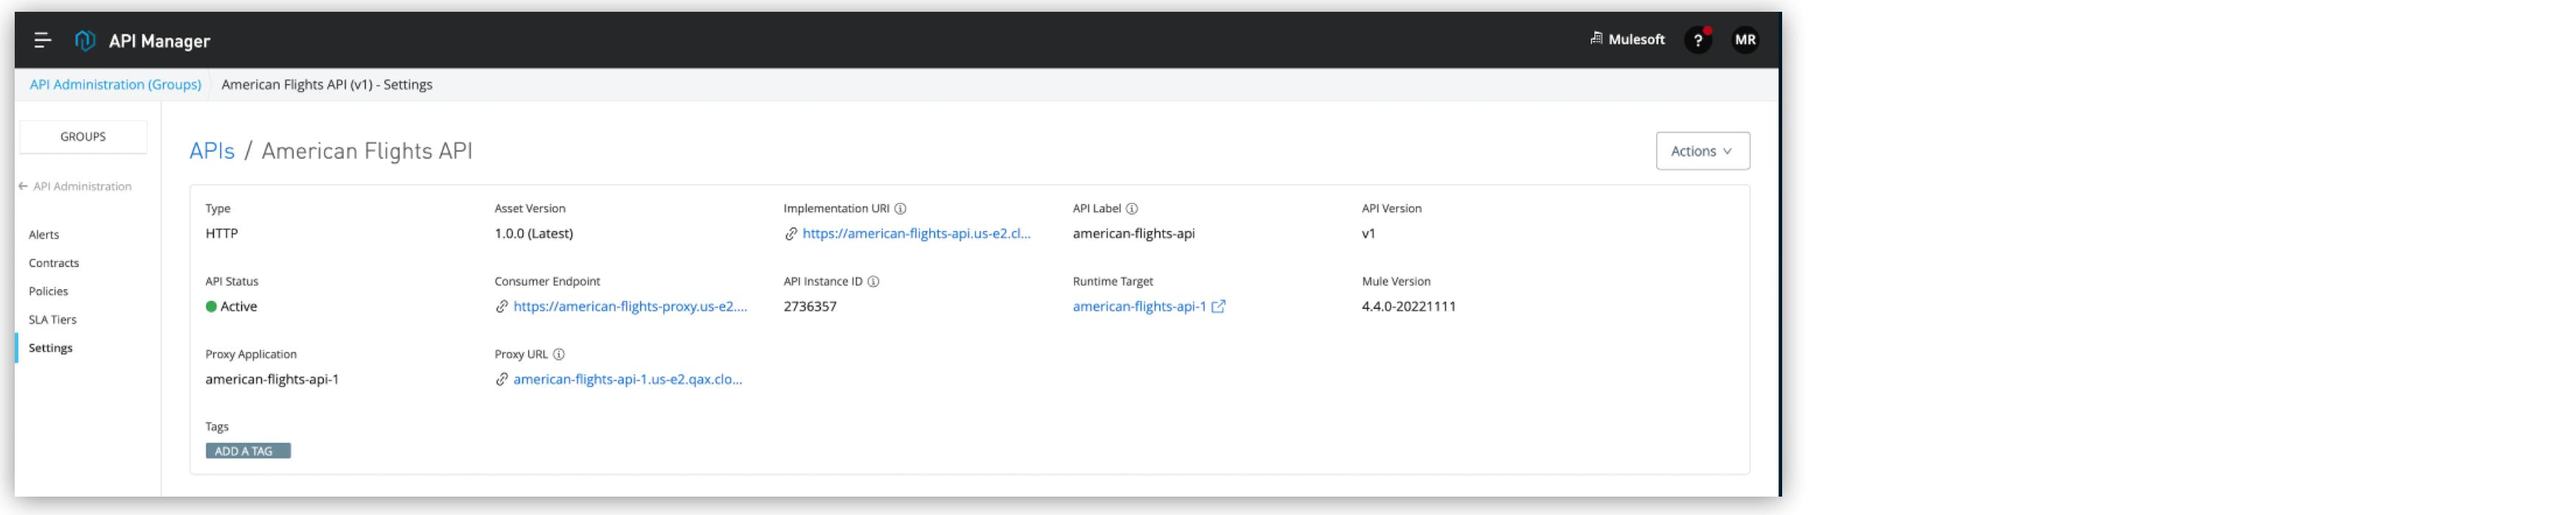 API Manager
Mulesoft
?
MR
API Administration (Groups)
American Flights API (v1) - Settings
GROUPS
API Administration
Alerts
Contracts
Policies
SLA Tiers
Settings
APIs / American Flights API
Actions
Type
HTTP
Asset Version
1.0.0 (Latest)
Implementation URI
https://american-flights-api.us-e2.cl...
API Label
american-flights-api
API Version
v1
API Status
Active
Consumer Endpoint
https://american-flights-proxy.us-e2....
API Instance ID
2736357
Runtime Target
american-flights-api-1
Mule Version
4.4.0-20221111
Proxy Application
american-flights-api-1
Proxy URL
american-flights-api-1.us-e2.qax.clo...
Tags
ADD A TAG